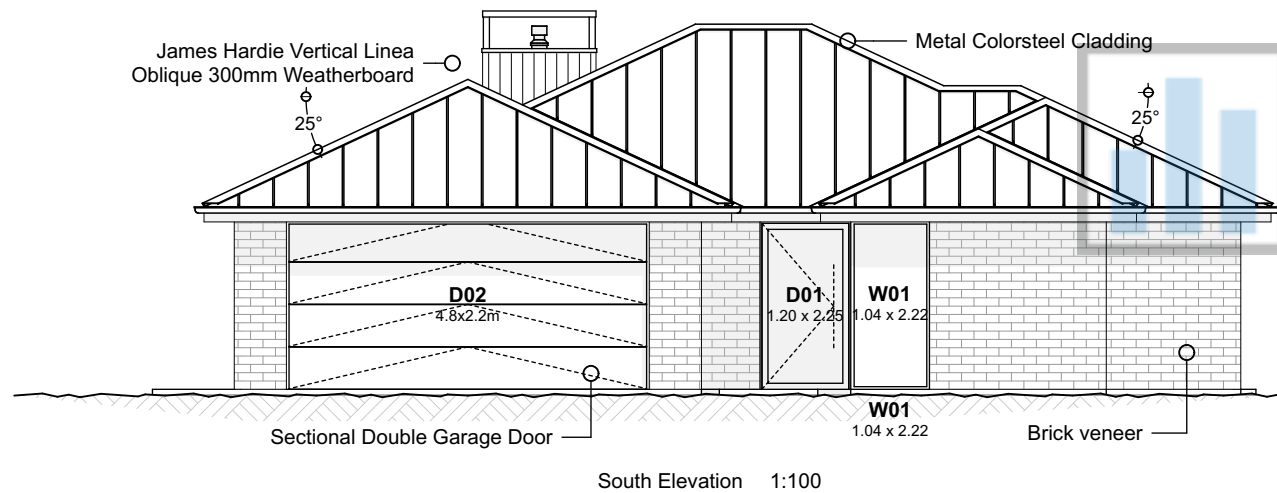 James Hardie Vertical Linea
Oblique 300mm Weatherboard
Metal Colorsteel Cladding
25°
25°
D02
4.8x2.2m
D01
1.20 x 2.25
W01
1.04 x 2.22
W01
1.04 x 2.22
Sectional Double Garage Door
Brick veneer
South Elevation 1:100